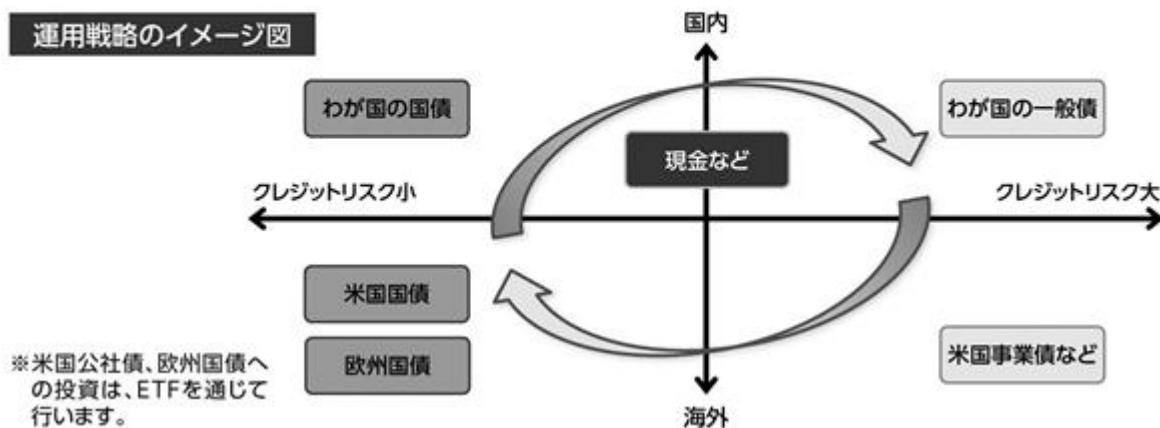 運用戦略のイメージ図
国内
わが国の国債
わが国の一般債
現金など
クレジットリスク小
クレジットリスク大
米国国債
欧州国債
米国事業債など
※米国公社債、欧州国債へ
の投資は、ETFを通じて
行います。
海外